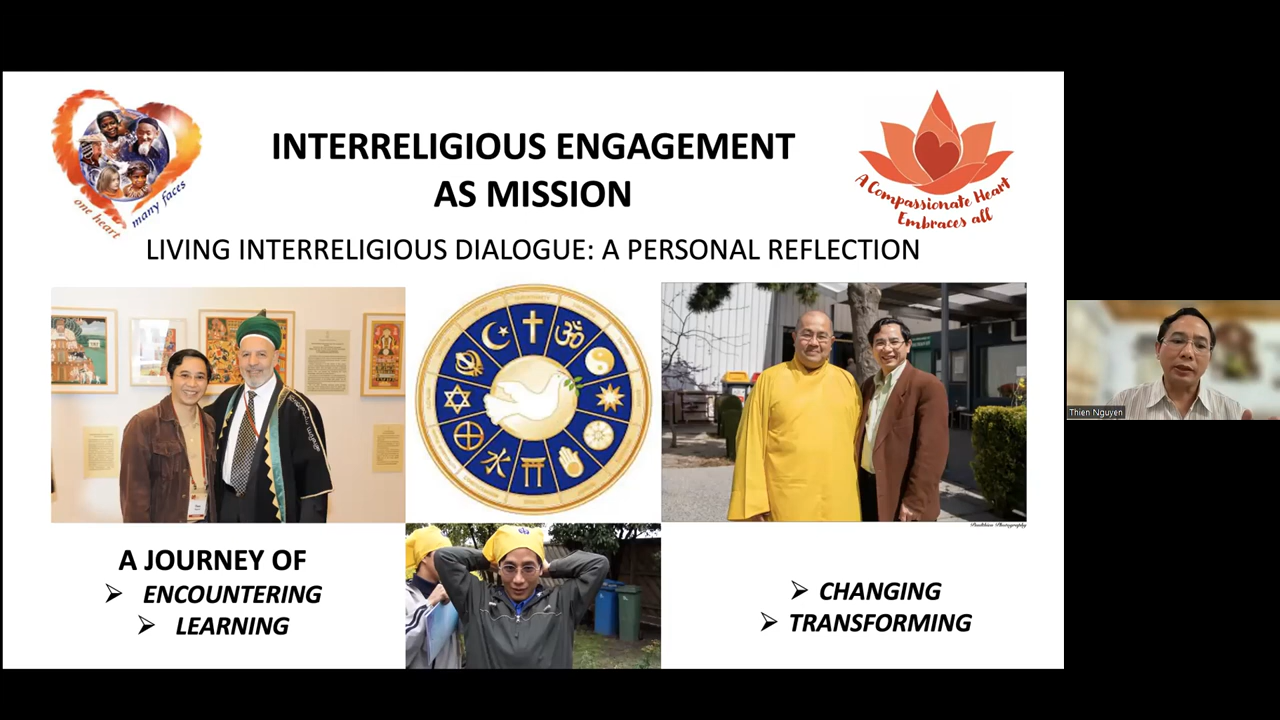 one heart
many faces
INTERRELIGIOUS ENGAGEMENT
AS MISSION
A Compassionate Heart
Embraces all
LIVING INTERRELIGIOUS DIALOGUE: A PERSONAL REFLECTION
Thien Nguyen
A JOURNEY OF
➢ ENCOUNTERING
➢ LEARNING
➢ CHANGING
➢ TRANSFORMING